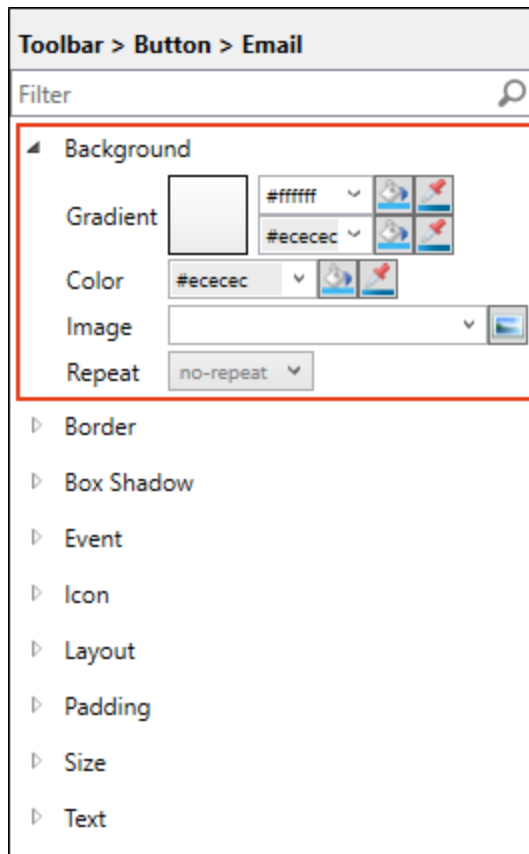 Toolbar > Button > Email
Filter
Background
Gradient
#ffffff
#ececec
Color
#ececec
Image
Repeat
no-repeat
Border
Box Shadow
Event
Icon
Layout
Padding
Size
Text